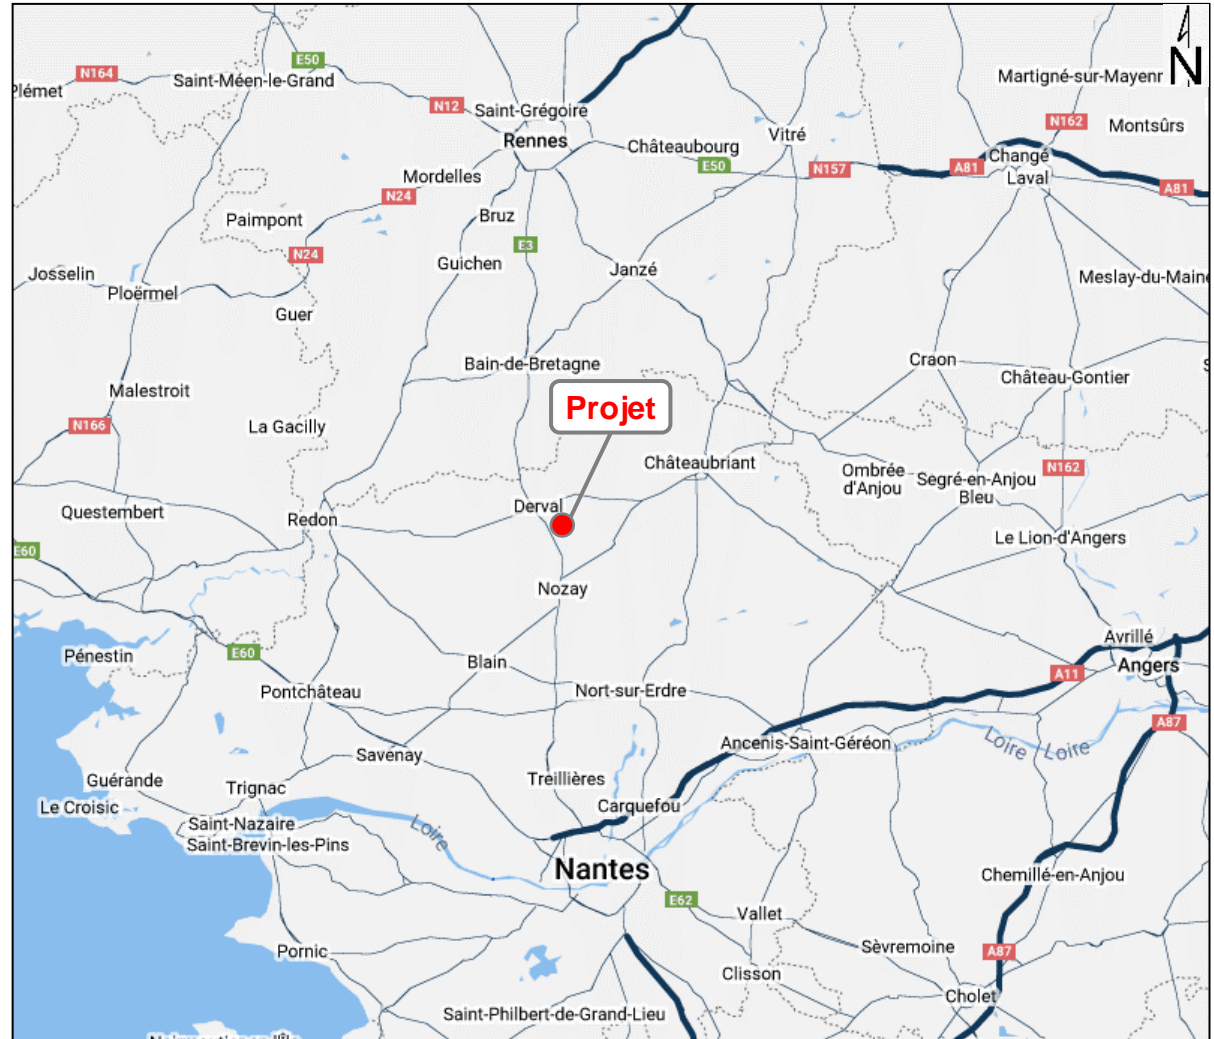 N
E50
N164
Saint-Méen-le-Grand
Plémet
Martigné-sur-Mayenr
N12
Saint-Grégoire
N162
Montsûrs
Vitré
Rennes
Châteaubourg
Changé
E50
N157
A81
Laval
A81
Mordelles
N24
Paimpont
Bruz
E3
N24
Guichen
Janzé
Josselin
Ploërmel
Meslay-du-Maine
Guer
Bain-de-Bretagne
Craon
Château-Gontier
Malestroit
Projet
N166
La Gacilly
Châteaubriant
Ombrée
d'Anjou
Segré-en-Anjou
Bleu
N162
Derval
Questembert
Redon
Le Lion-d'Angers
E60
Nozay
Avrillé
Pénestin
E60
Blain
Angers
A11
Pontchâteau
Nort-sur-Erdre
A87
Ancenis-Saint-Géréon
Loire
Loire
Savenay
Guérande
Trignac
Treillières
Le Croisic
Carquefou
Saint-Nazaire
Loire
Saint-Brevin-les-Pins
Nantes
Chemillé-en-Anjou
E62
Vallet
Pornic
Sèvremoine
A87
Clisson
Cholet
Saint-Philbert-de-Grand-Lieu